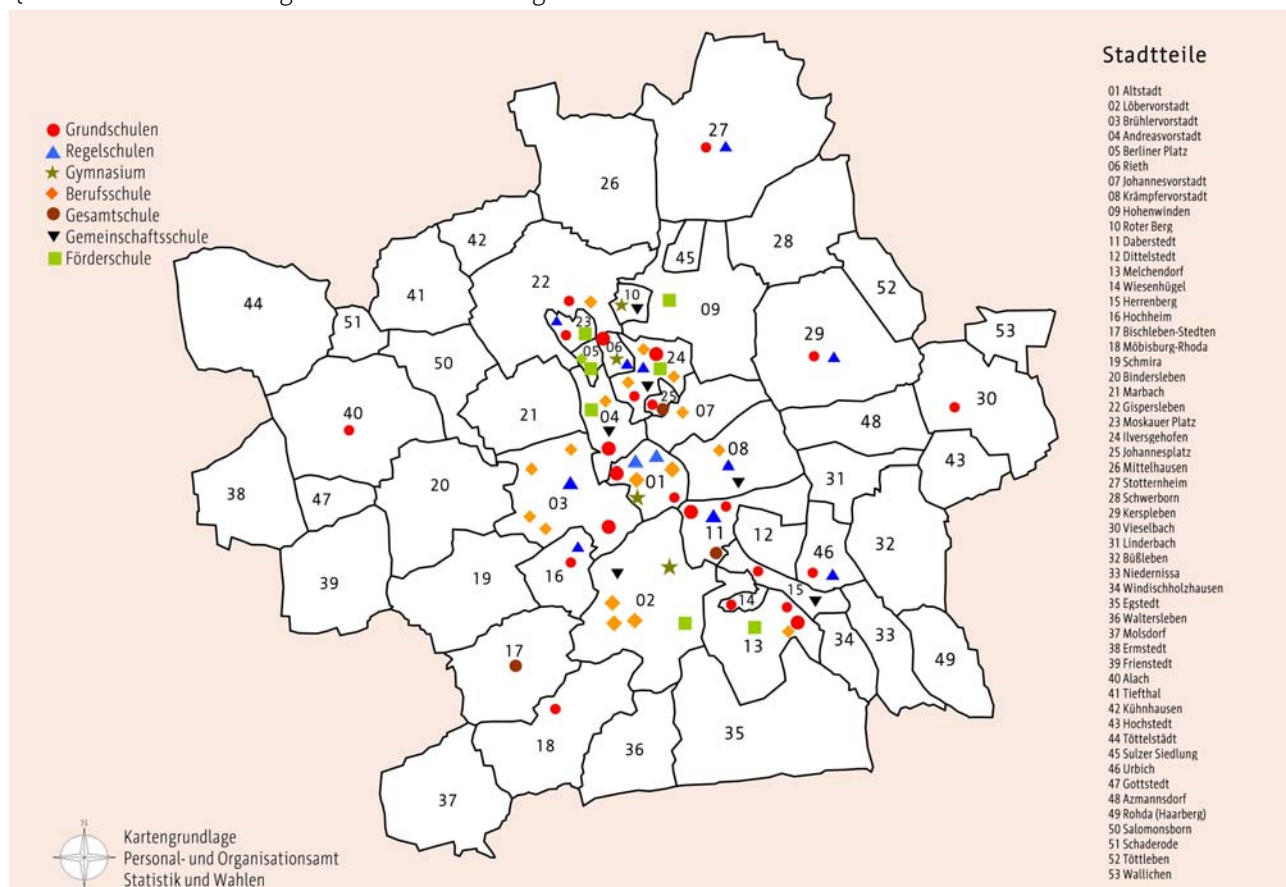 Stadtteile
01 Altstadt
02 Löbervorstadt
03 Brühlervorstadt
04 Andreasvorstadt
05 Berliner Platz
06 Rieth
07 Johannesvorstadt
08 Krämpfervorstadt
09 Hohenwinden
10 Roter Berg
11 Daberstedt
12 Dittelstedt
13 Melchendorf
14 Wiesenhügel
15 Herrenberg
16 Hochheim
17 Bischleben-Stedten
18 Möbisburg-Rhoda
19 Schmira
20 Bindersleben
21 Marbach
22 Gispersleben
23 Moskauer Platz
24 Ilversgehofen
25 Johannesplatz
26 Mittelhausen
27 Stotternheim
28 Schwerborn
29 Kerspleben
30 Vieselbach
31 Linderbach
32 Büßleben
33 Niedernissa
34 Windischholzhausen
35 Egstedt
36 Waltersleben
37 Molsdorf
38 Ermstedt
39 Frienstedt
40 Alach
41 Tiefthal
42 Kühnhausen
43 Hochstedt
44 Töttelstädt
45 Sulzer Siedlung
46 Urbich
47 Gottstedt
48 Azmannsdorf
49 Rohda (Haarberg)
50 Salomonsborn
51 Schaderode
52 Töttleben
53 Wallichen
Grundschulen
Regelschulen
Gymnasium
Berufsschule
Gesamtschule
Gemeinschaftsschule
Förderschule
27
26
42
28
45
41
22
44
10
09
52
51
23
53
50
05
06
24
29
25
30
40
21
04
07
48
08
43
20
01
31
38
47
03
11
12
32
46
39
19
16
02
14
15
13
34
33
49
17
18
36
35
37
N
Kartengrundlage
Personal- und Organisationsamt
Statistik und Wahlen